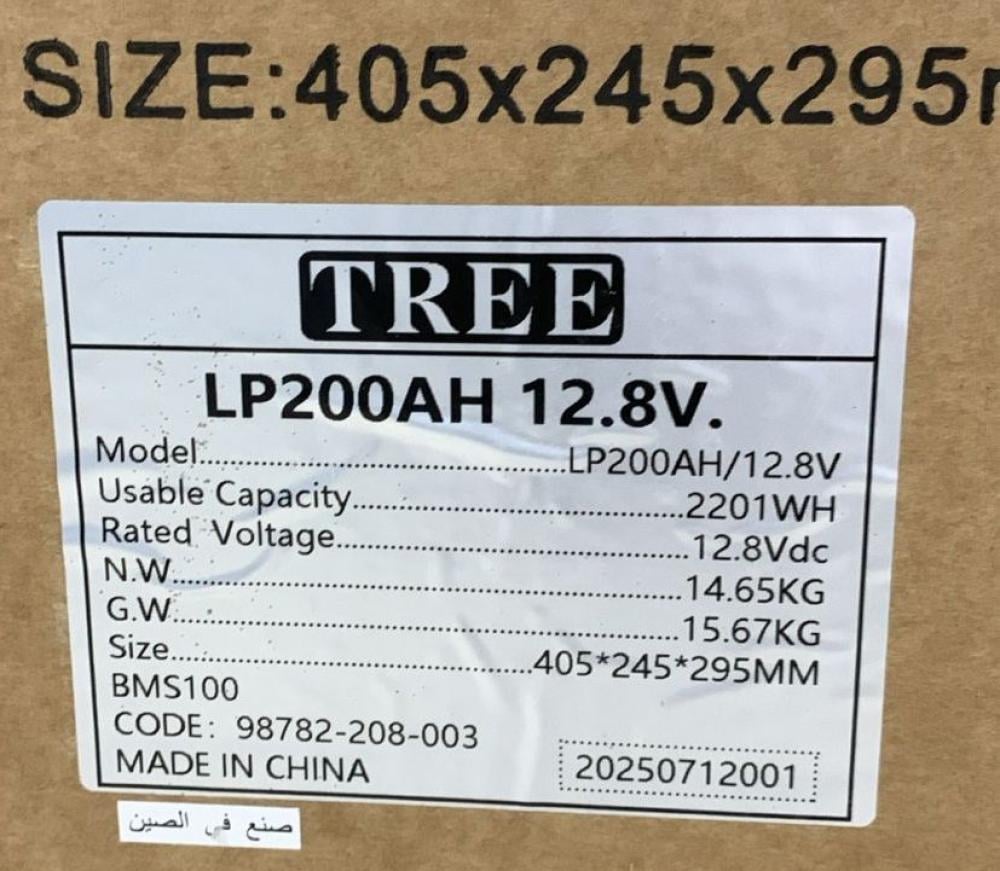 SIZE:405x245x295
TREE
LP200AH 12.8V.
Model..........LP200AH/12.8V
Usable Capacity..........2201WH
Rated Voltage..........12.8Vdc
N.W..........14.65KG
G.W..........15.67KG
Size..........405*245*295MM
BMS100
CODE: 98782-208-003
MADE IN CHINA
20250712001
صنع في الصين